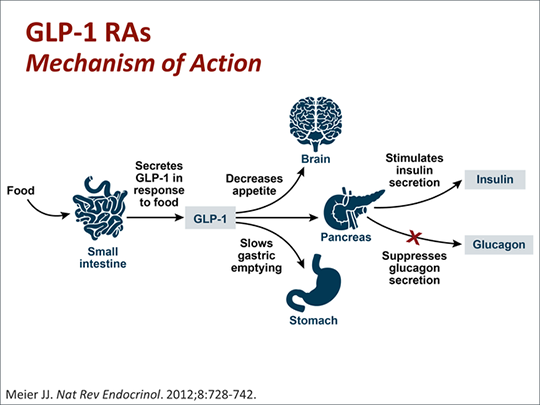 GLP-1 RAs
Mechanism of Action
Food
Small
intestine
Secretes
GLP-1 in
response
to food
GLP-1
Decreases
appetite
Brain
Slows
gastric
emptying
Stomach
Pancreas
Stimulates
insulin
secretion
Insulin
Suppresses
glucagon
secretion
Glucagon
Meier JJ. Nat Rev Endocrinol. 2012;8:728-742.